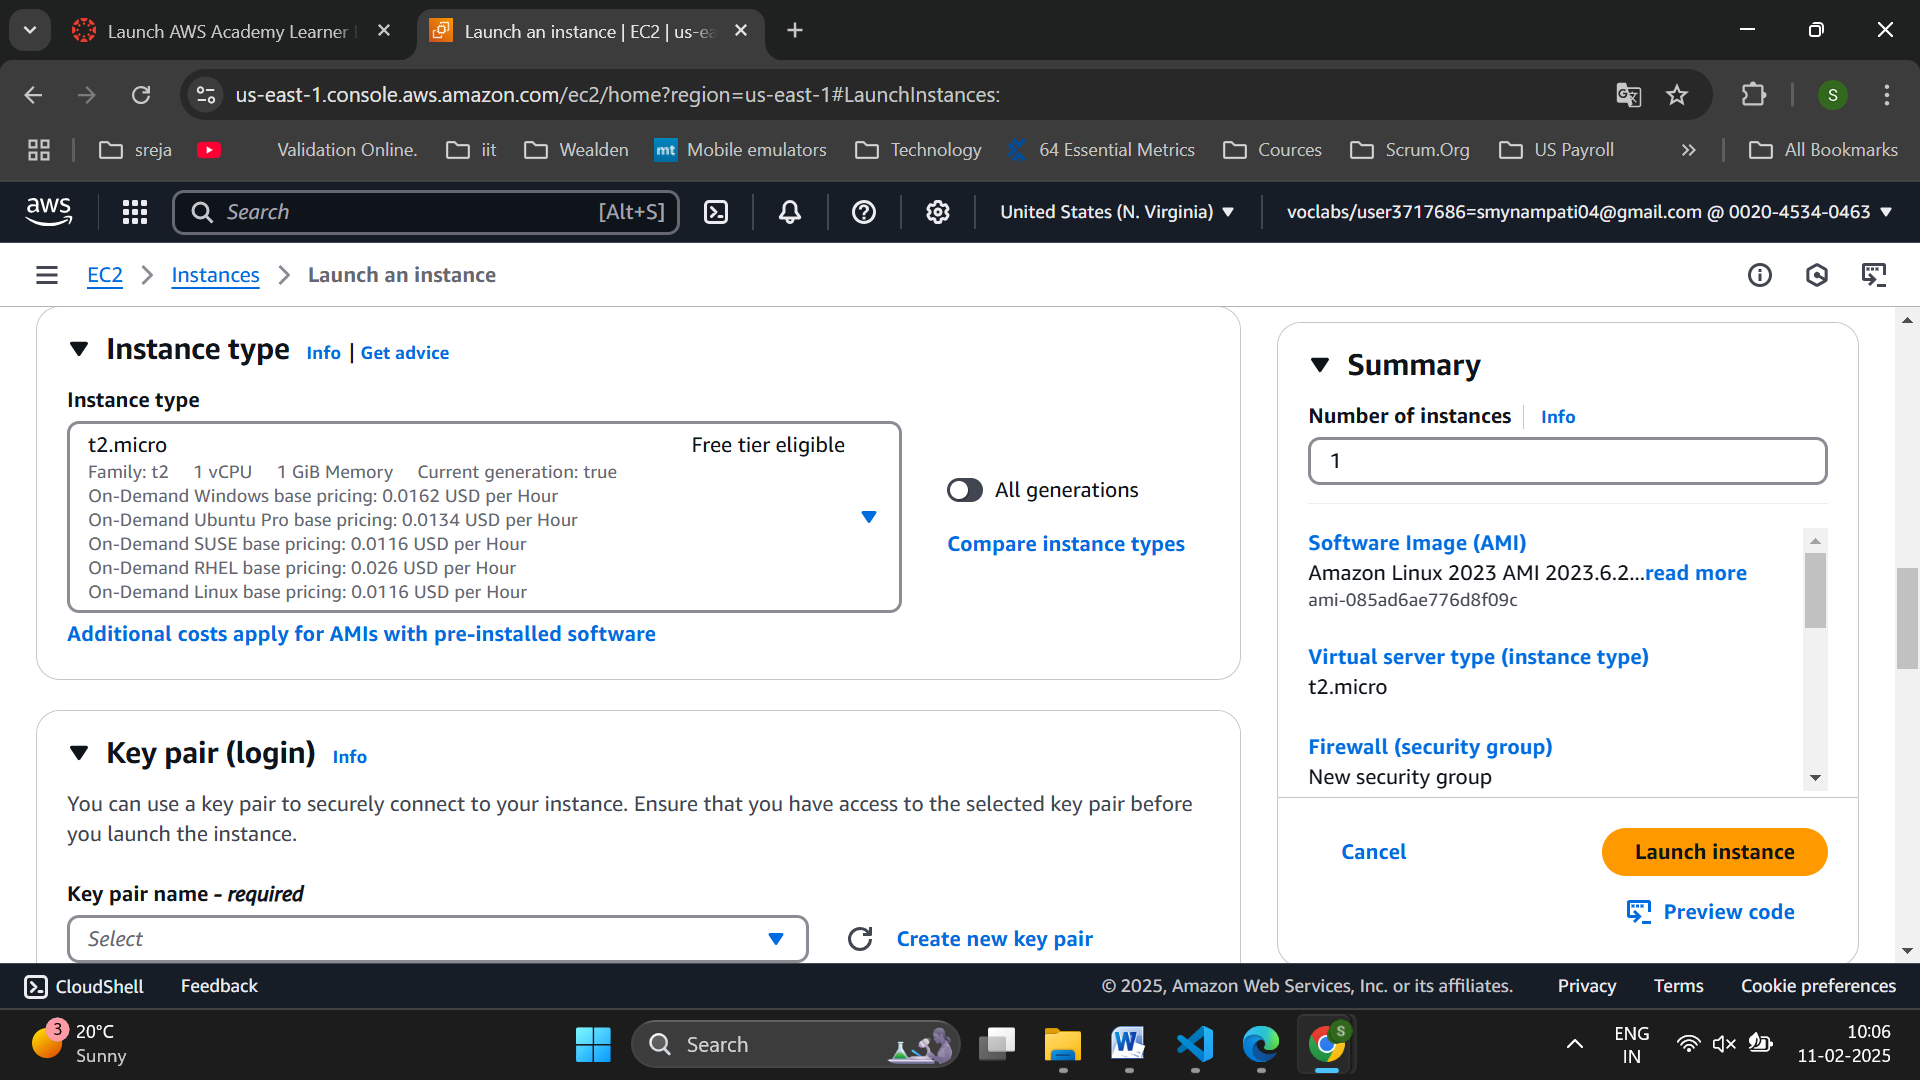 Launch AWS Academy Learner
Launch an instance | EC2 | us-ea
us-east-1.console.aws.amazon.com/ec2/home?region=us-east-1#LaunchInstances:
S
sreja
Validation Online.
iit
Wealden
mt Mobile emulators
Technology
64 Essential Metrics
Cources
Scrum.Org
US Payroll
All Bookmarks
aws
Search [Alt+S]
United States (N. Virginia)
voclabs/user3717686=smynampati04@gmail.com @ 0020-4534-0463
EC2
Instances
Launch an instance
Instance type Info | Get advice
Instance type
t2.micro Free tier eligible
Family: t2 1 vCPU 1 GiB Memory Current generation: true
On-Demand Windows base pricing: 0.0162 USD per Hour
On-Demand Ubuntu Pro base pricing: 0.0134 USD per Hour
On-Demand SUSE base pricing: 0.0116 USD per Hour
On-Demand RHEL base pricing: 0.026 USD per Hour
On-Demand Linux base pricing: 0.0116 USD per Hour
All generations
Compare instance types
Additional costs apply for AMIs with pre-installed software
Key pair (login) Info
You can use a key pair to securely connect to your instance. Ensure that you have access to the selected key pair before
you launch the instance.
Key pair name - required
Select
Create new key pair
Summary
Number of instances Info
1
Software Image (AMI)
Amazon Linux 2023 AMI 2023.6.2...read more
ami-085ad6ae776d8f09c
Virtual server type (instance type)
t2.micro
Firewall (security group)
New security group
Cancel
Launch instance
Preview code
CloudShell
Feedback
© 2025, Amazon Web Services, Inc. or its affiliates.
Privacy
Terms
Cookie preferences
3
20°C
Sunny
Search
W
S
ENG
IN
10:06
11-02-2025